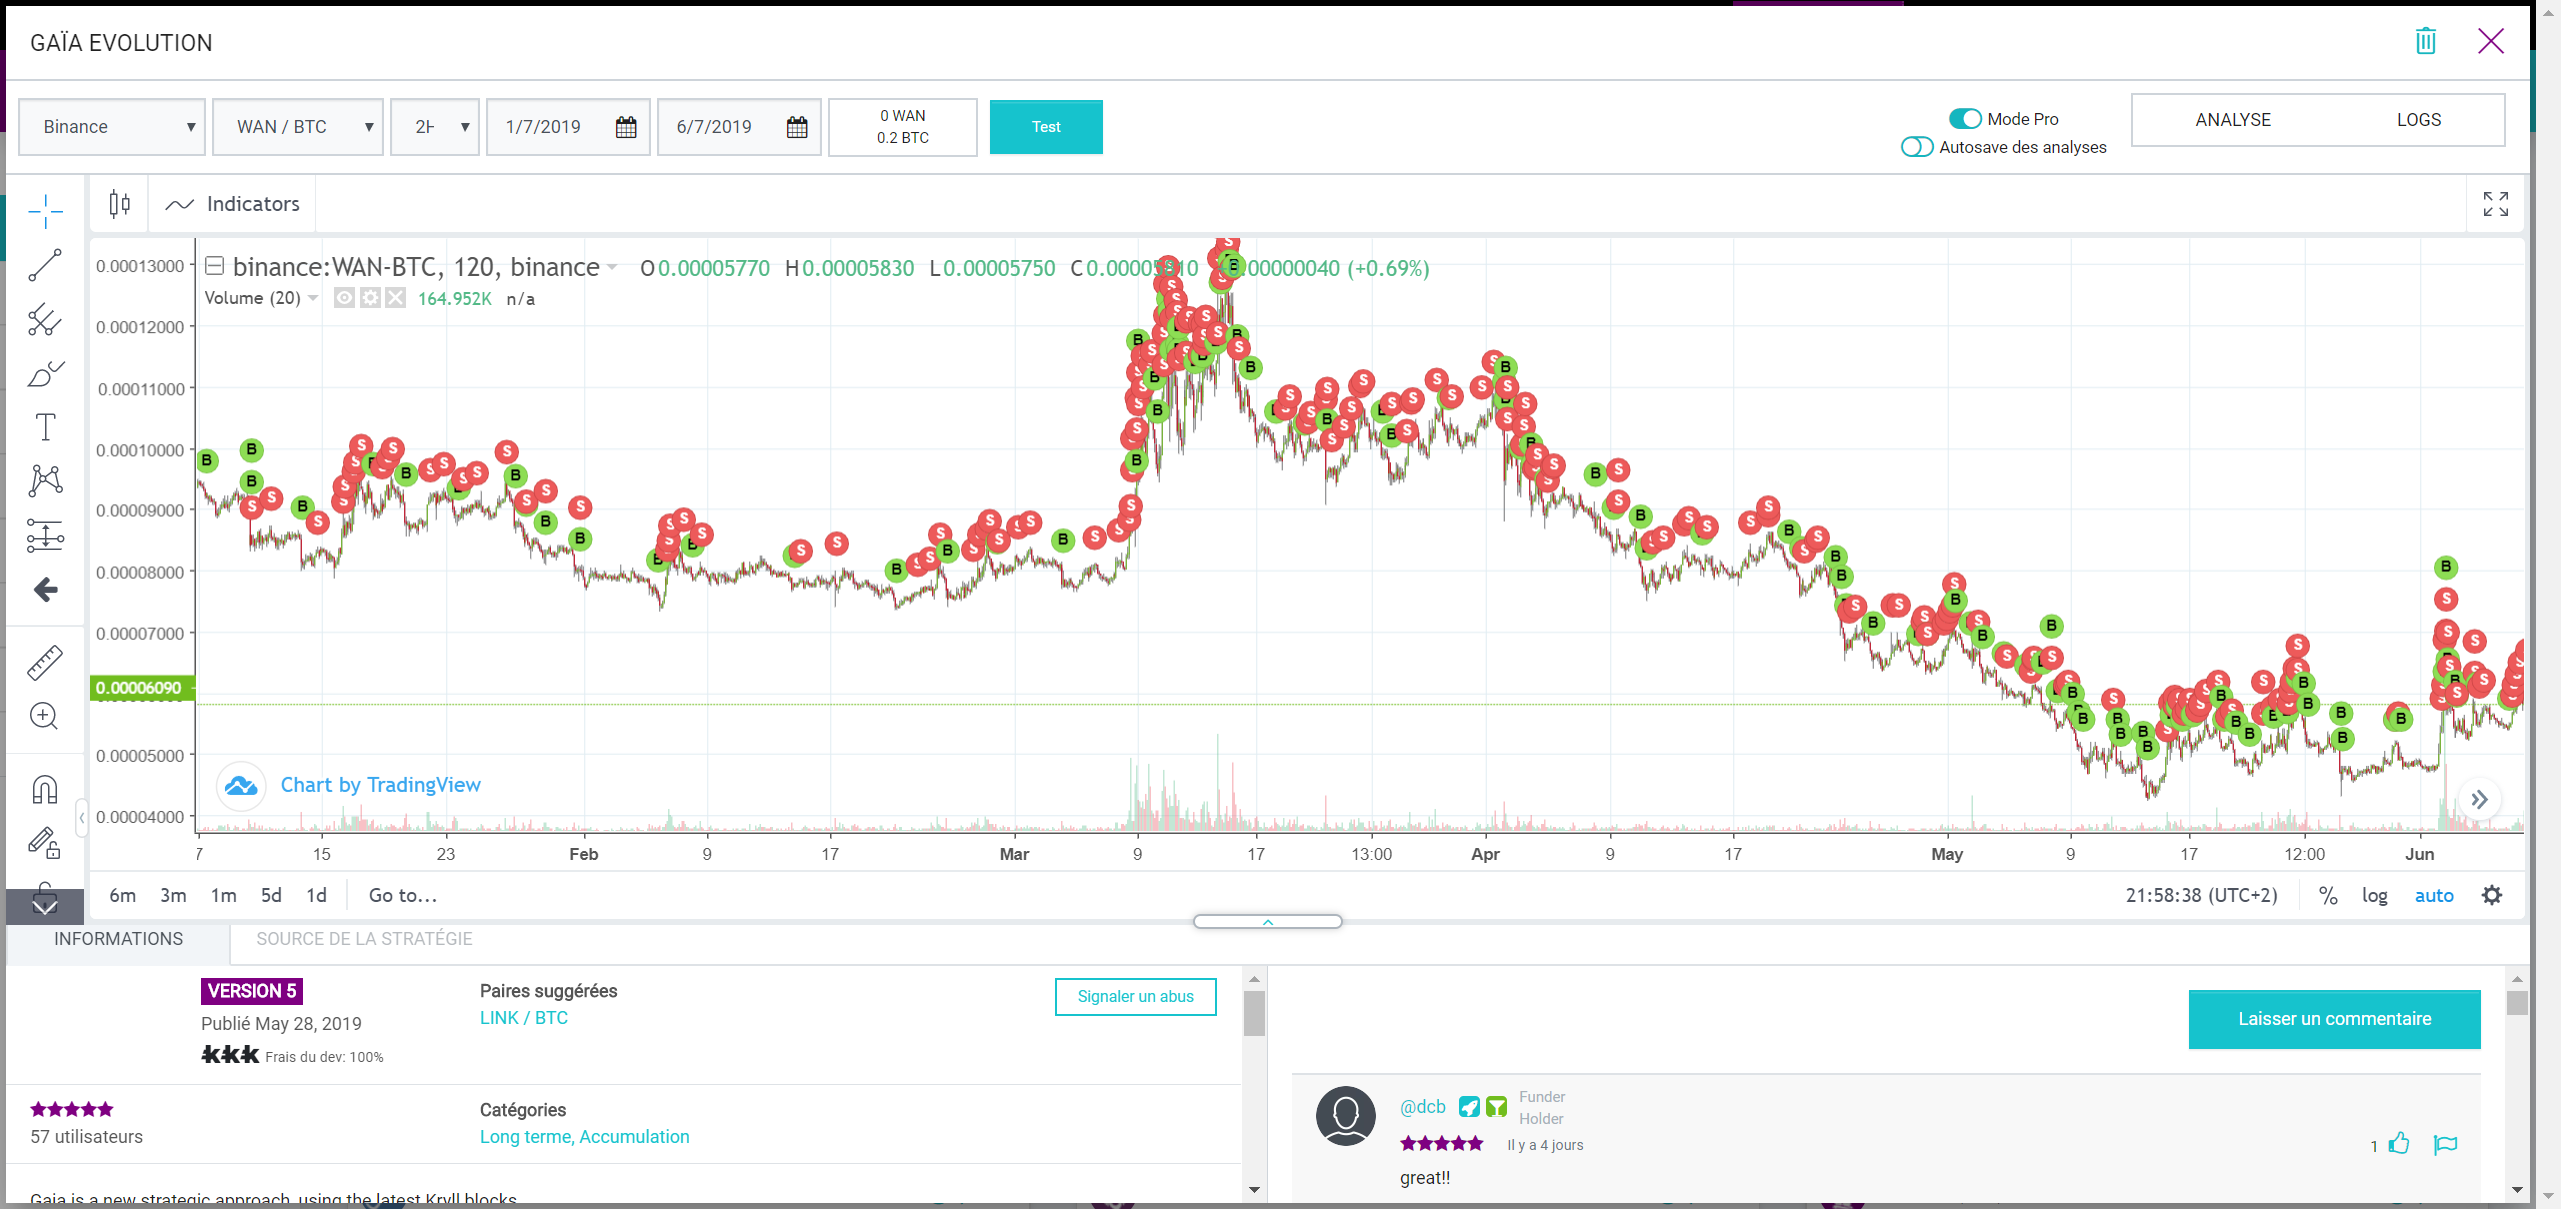 GAÏA EVOLUTION
Binance
WAN / BTC
2H
1/7/2019
6/7/2019
0 WAN
0.2 BTC
Test
Mode Pro
Autosave des analyses
ANALYSE
LOGS
Indicators
binance:WAN-BTC, 120, binance
O0.00005770 H0.00005830 L0.00005750 C0.00005810 (+0.69%)
Volume (20) 164.952K n/a
0.00013000
0.00012000
0.00011000
0.00010000
0.00009000
0.00008000
0.00007000
0.00006090
0.00005000
0.00004000
Chart by TradingView
7 15 23 Feb 9 17 Mar 9 17 13:00 Apr 9 17 May 9 17 12:00 Jun
6m 3m 1m 5d 1d Go to...
21:58:38 (UTC+2) % log auto
INFORMATIONS
SOURCE DE LA STRATÉGIE
VERSION 5
Publié May 28, 2019
Frais du dev: 100%
Paires suggérées
LINK / BTC
Signaler un abus
57 utilisateurs
Catégories
Long terme, Accumulation
Gaia is a new strategic approach, using the latest Kryll blocks
Laisser un commentaire
@dcb
Funder
Holder
Il y a 4 jours
1
great!!